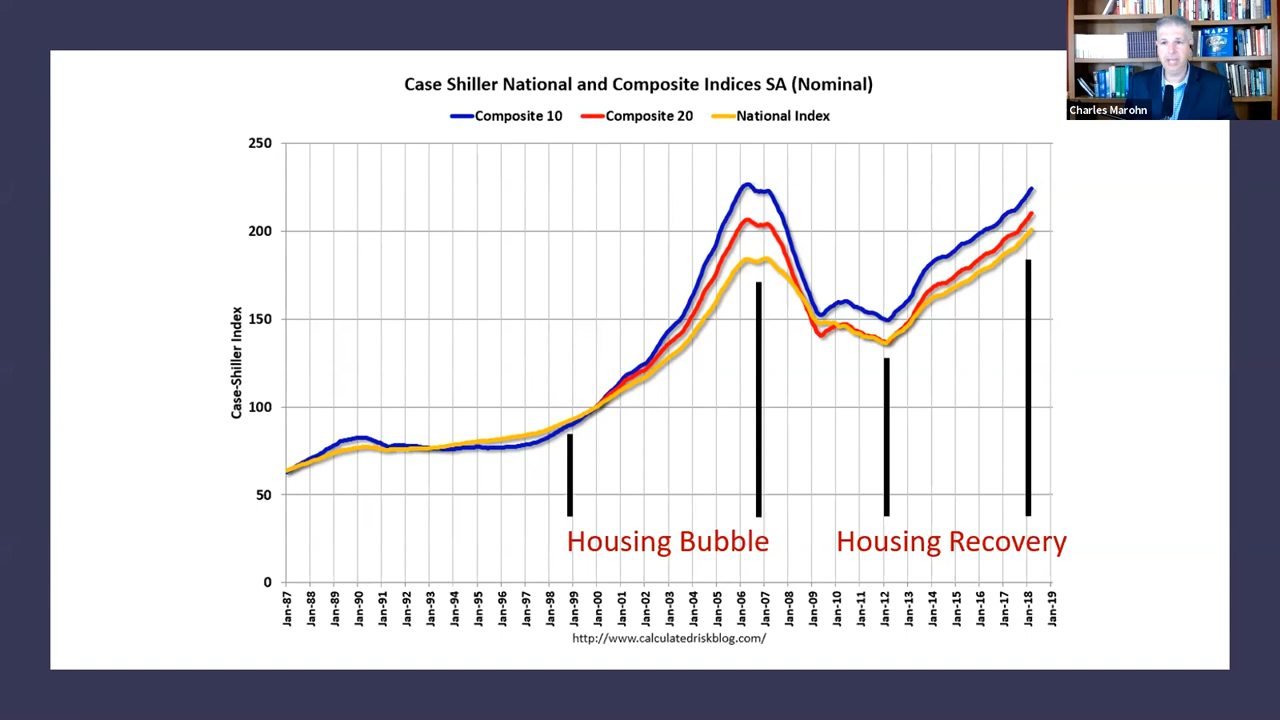 Case Shiller National and Composite Indices SA (Nominal)
Composite 10 Composite 20 National Index
Charles Marohn
MAPS
250
200
150
100
50
0
Case-Shiller Index
Housing Bubble
Housing Recovery
Jan-87 Jan-88 Jan-89 Jan-90 Jan-91 Jan-92 Jan-93 Jan-94 Jan-95 Jan-96 Jan-97 Jan-98 Jan-99 Jan-00 Jan-01 Jan-02 Jan-03 Jan-04 Jan-05 Jan-06 Jan-07 Jan-08 Jan-09 Jan-10 Jan-11 Jan-12 Jan-13 Jan-14 Jan-15 Jan-16 Jan-17 Jan-18 Jan-19
http://www.calculatedriskblog.com/